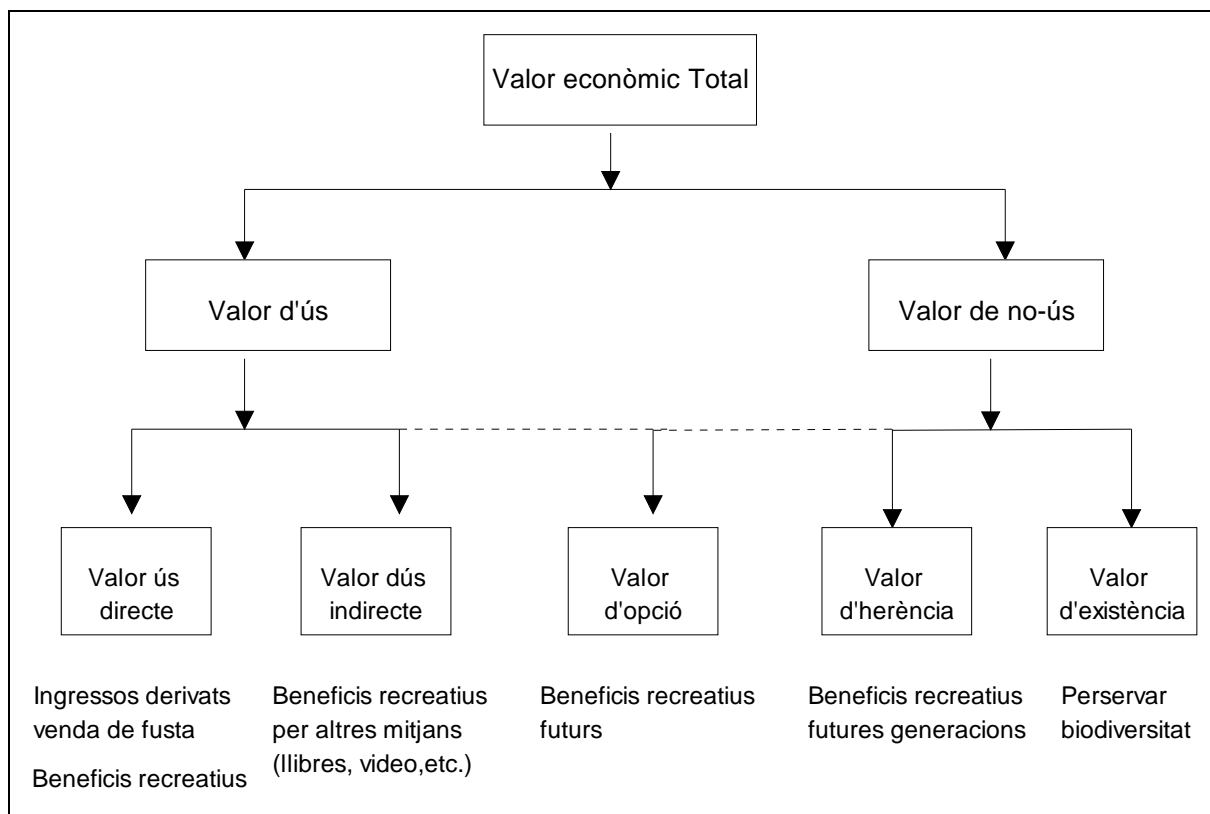 Valor econòmic Total
Valor d'ús
Valor de no-ús
Valor ús
directe
Valor dús
indirecte
Valor
d'opció
Valor
d'herència
Valor
d'existència
Ingressos derivats
venda de fusta
Beneficis recreatius
Beneficis recreatius
per altres mitjans
(llibres, video,etc.)
Beneficis recreatius
futurs
Beneficis recreatius
futures generacions
Perservar
biodiversitat